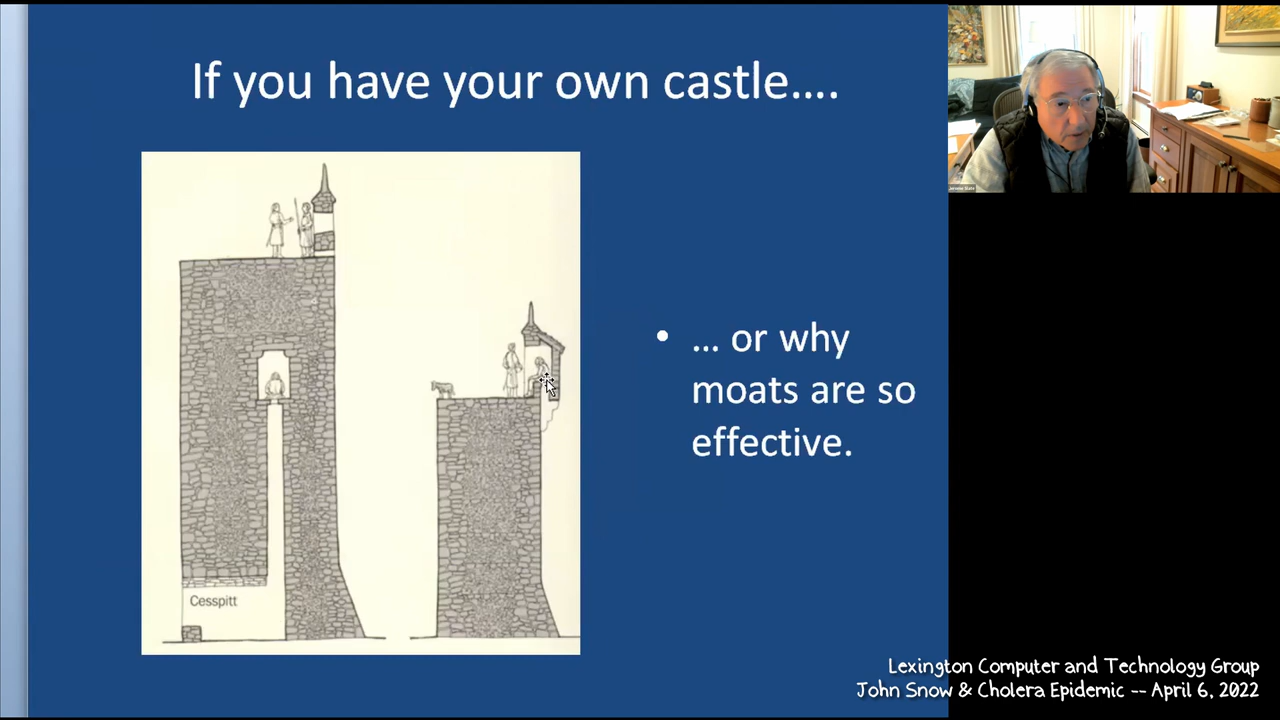 If you have your own castle....
Cesspitt
• ... or why
moats are so
effective.
Lexington Computer and Technology Group
John Snow & Cholera Epidemic -- April 6, 2022